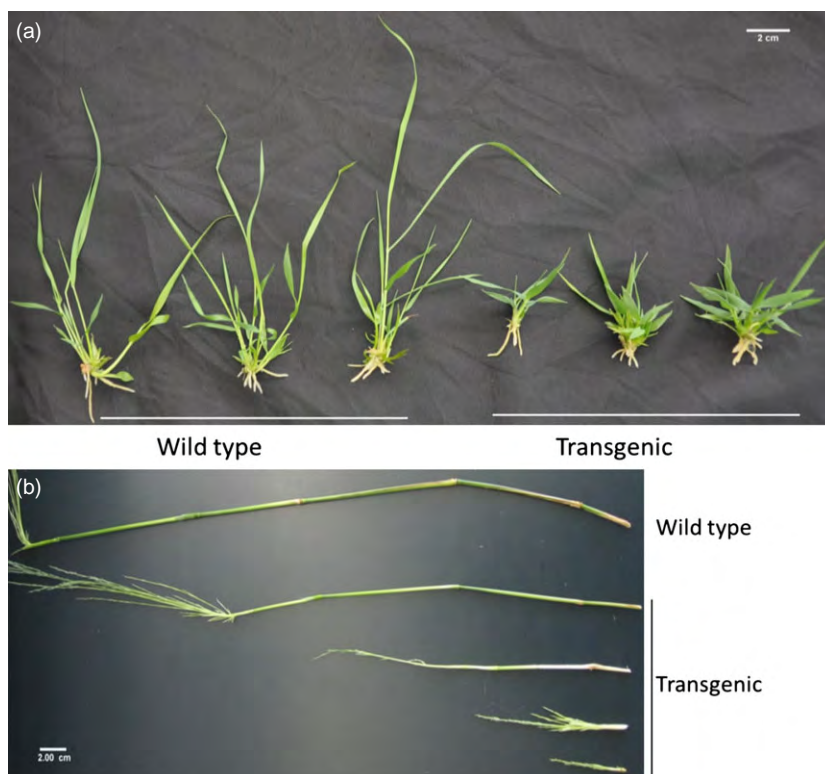 (a)
2 cm
Wild type
Transgenic
(b)
Wild type
Transgenic
2.00 cm